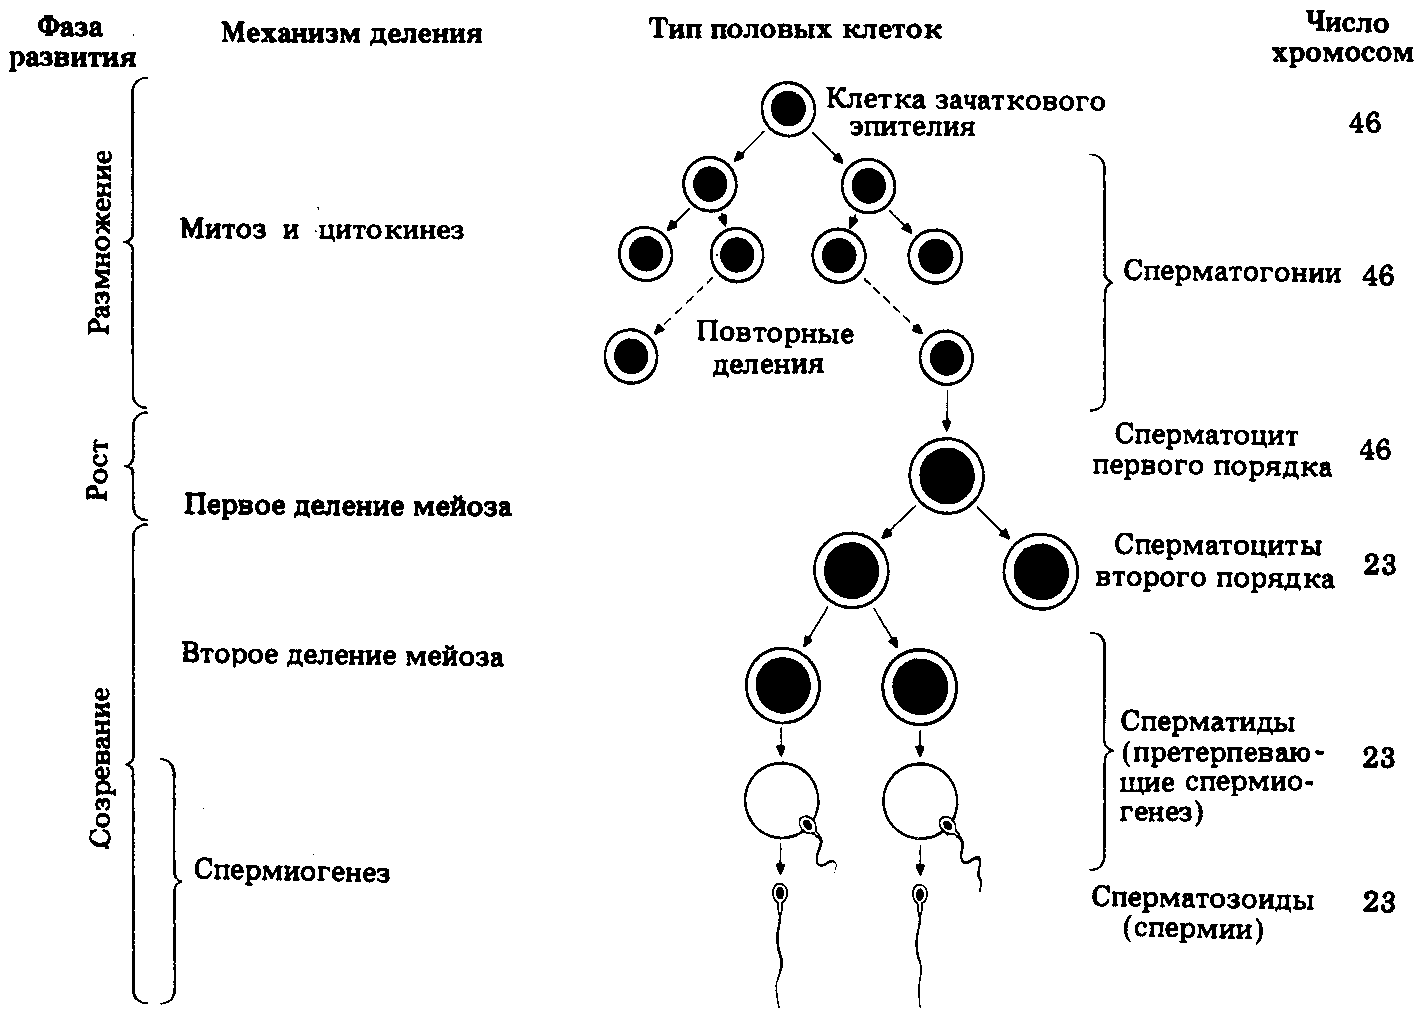 Фаза
развития
Механизм деления
Тип половых клеток
Число
хромосом
Клетка зачаткового
эпителия
46
Размножение
Митоз и цитокинез
Сперматогонии 46
Повторные
деления
Рост
Сперматоцит
первого порядка
46
Первое деление мейоза
Сперматоциты
второго порядка
23
Второе деление мейоза
Созревание
Сперматиды
(претерпеваю-
щие спермио-
генез)
23
Спермиогенез
Сперматозоиды
(спермии)
23